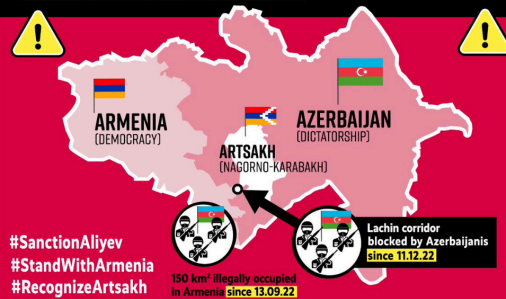 ARMENIA
(DEMOCRACY)
AZERBAIJAN
(DICTATORSHIP)
ARTSAKH
(NAGORNO-KARABAKH)
Lachin corridor
blocked by Azerbaijanis
since 11.12.22
150 km² illegally occupied
in Armenia since 13.09.22
#SanctionAliyev
#StandWithArmenia
#RecognizeArtsakh